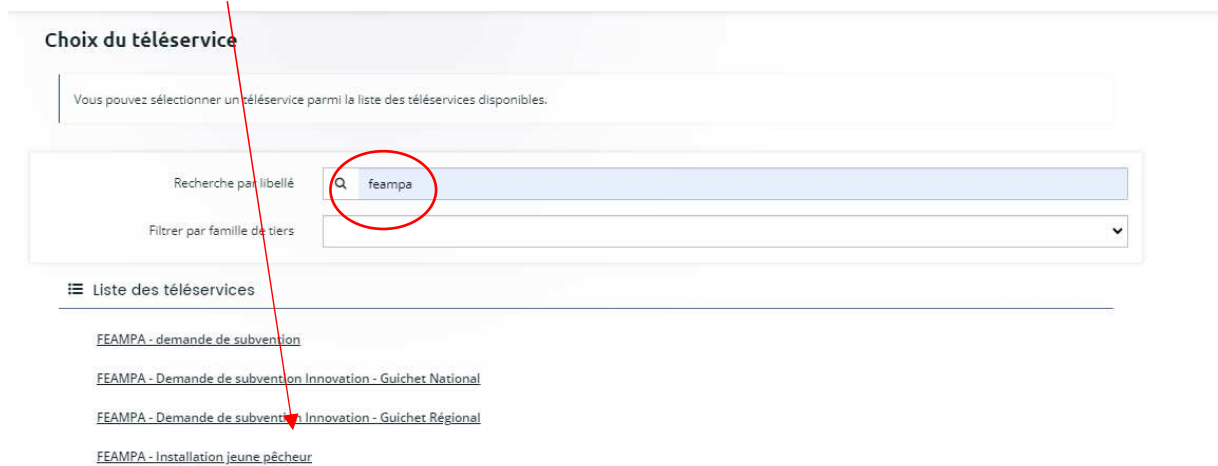 Choix du téléservice
Vous pouvez sélectionner un téléservice parmi la liste des téléservices disponibles.
Recherche par libellé
feampa
Filtrer par famille de tiers
Liste des téléservices
FEAMPA - demande de subvention
FEAMPA - Demande de subvention Innovation - Guichet National
FEAMPA - Demande de subvention Innovation - Guichet Régional
FEAMPA - Installation jeune pêcheur